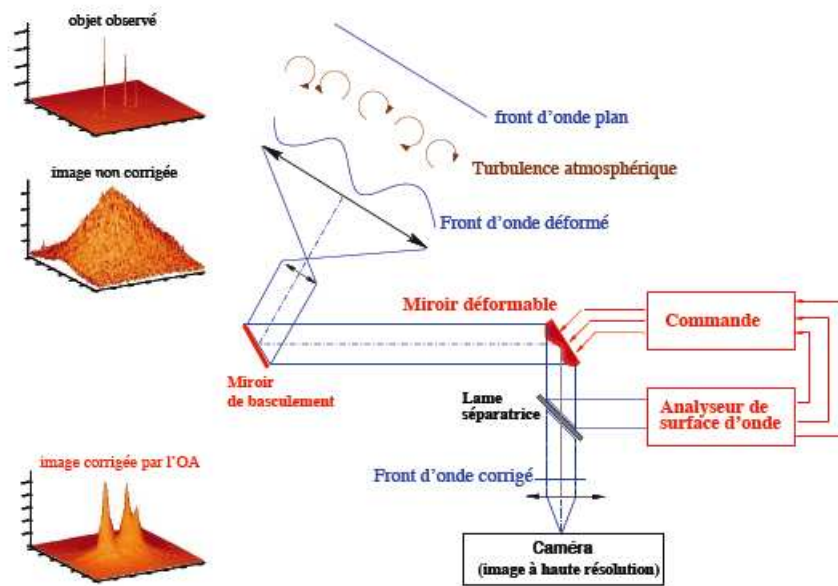 objet observé
front d'onde plan
image non corrigée
Turbulence atmosphérique
Front d'onde déformé
Miroir déformable
Commande
Miroir
de basculement
Lame
séparatrice
Analyseur de
surface d'onde
image corrigée par l'OA
Front d'onde corrigé
Caméra
(image à haute résolution)